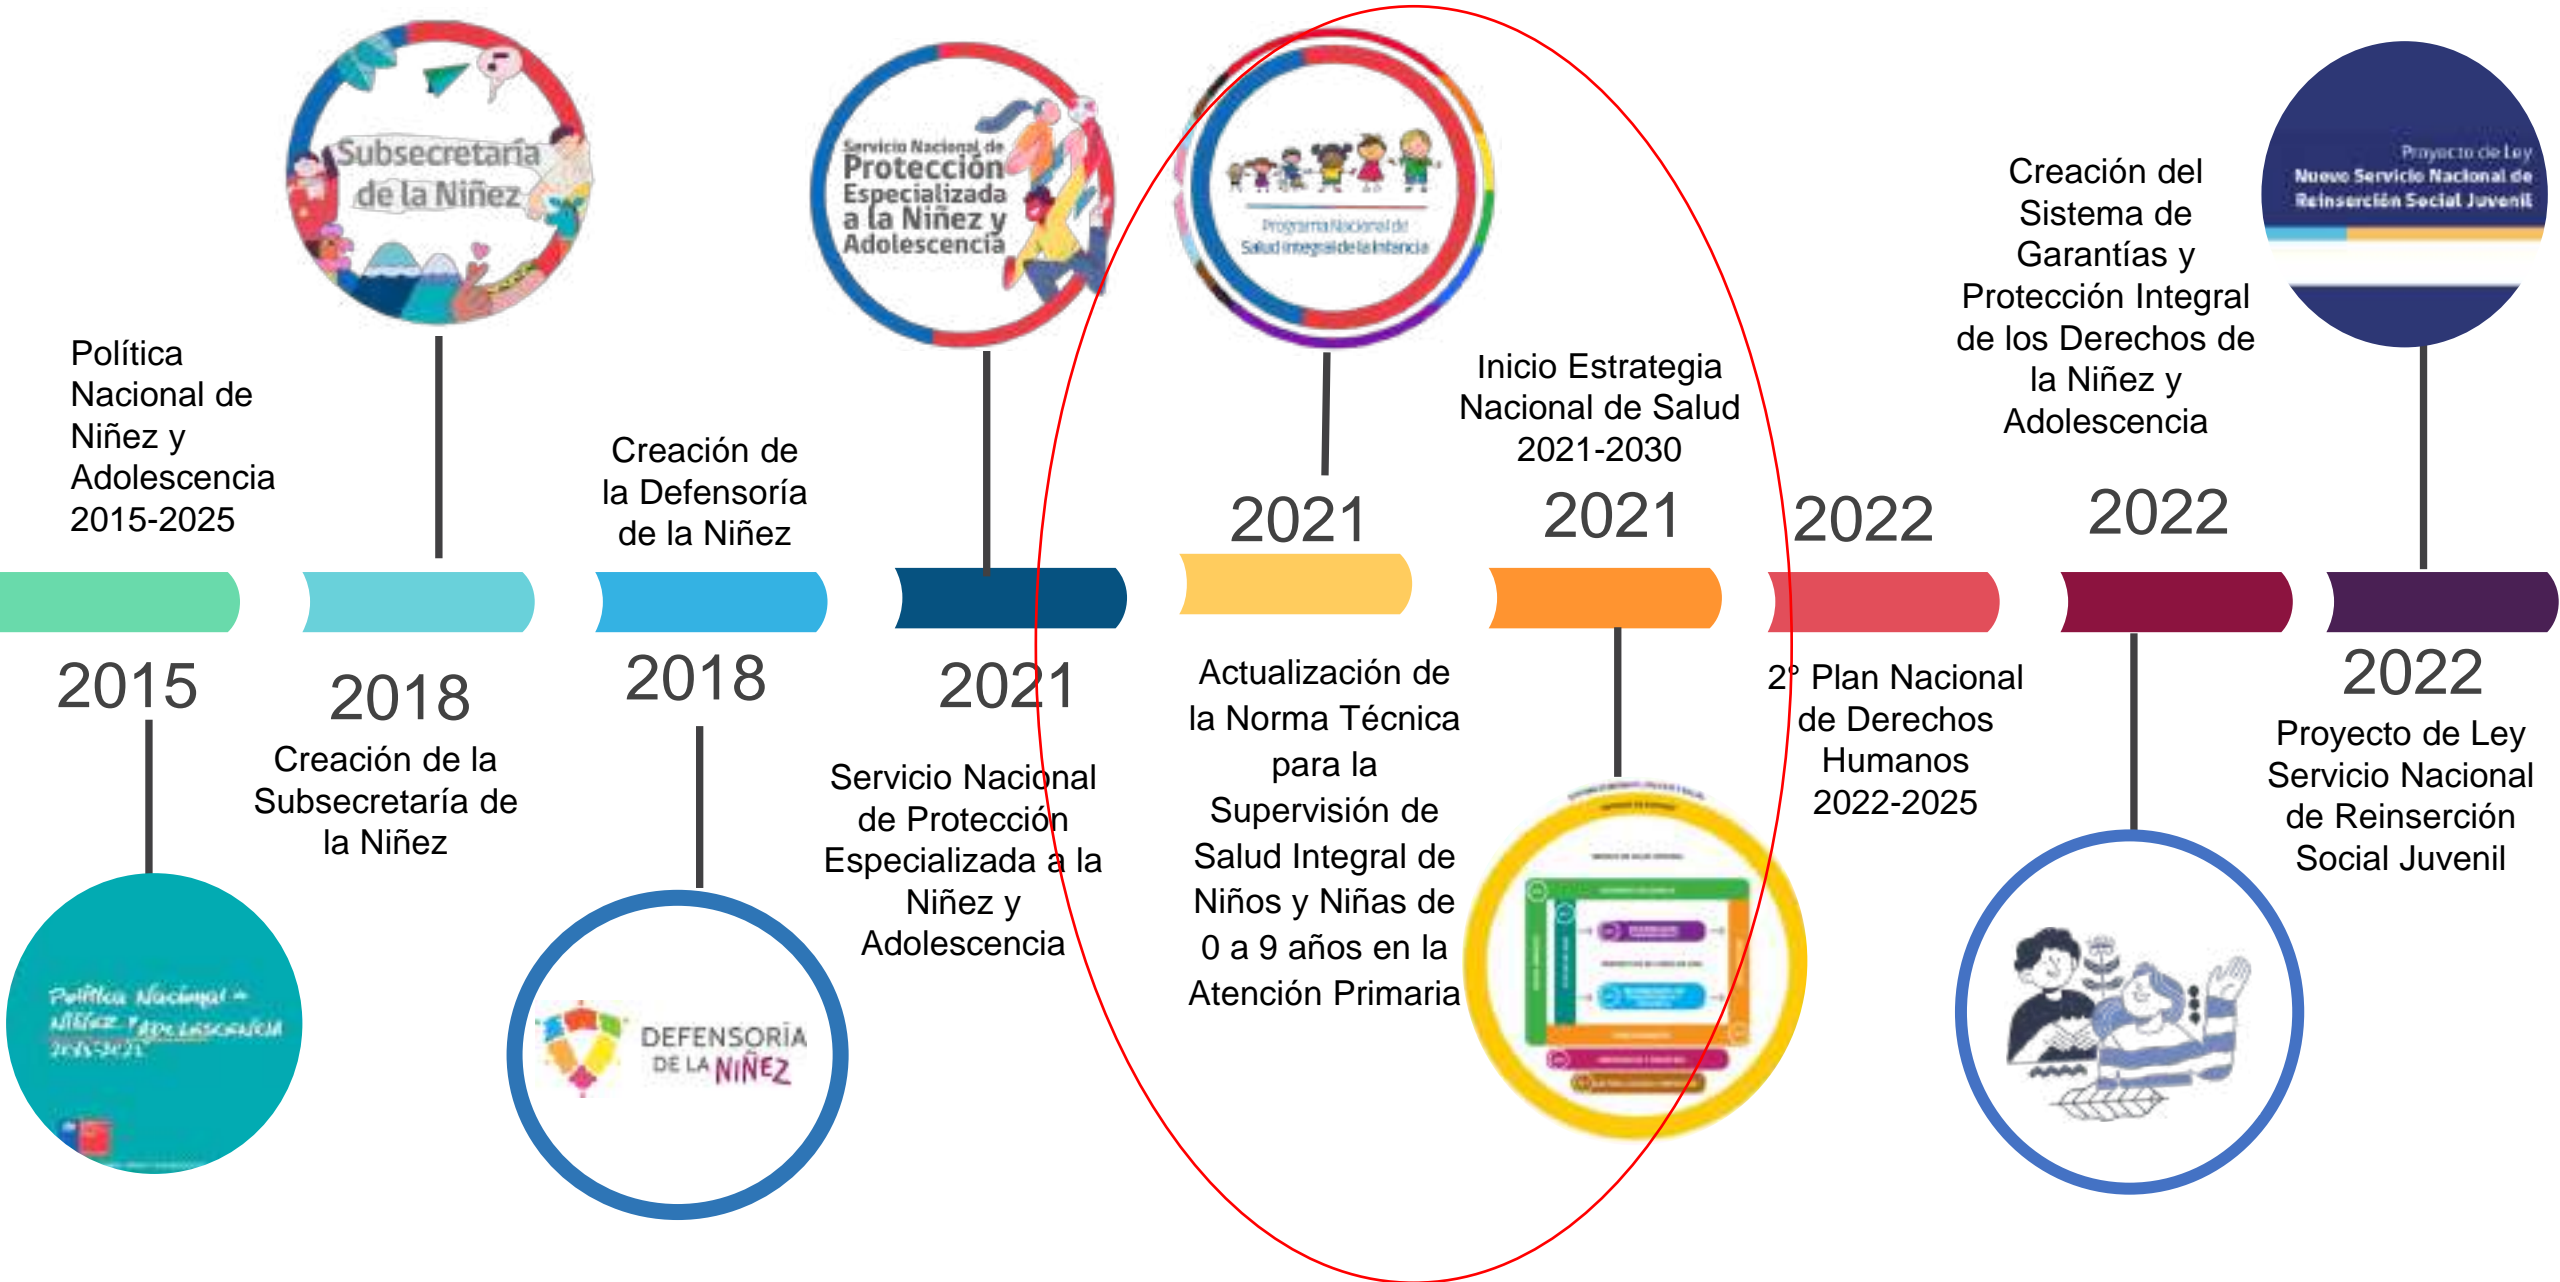 Política
Nacional de
Niñez y
Adolescencia
2015-2025
2015
Política Nacional
NIÑEZ Y ADOLESCENCIA
Subsecretaría
de la Niñez
2018
Creación de la
Subsecretaría de
la Niñez
Creación de
la Defensoría
de la Niñez
2018
DEFENSORÍA
DE LA NIÑEZ
Servicio Nacional de
Protección
Especializada
a la Niñez y
Adolescencia
2021
Servicio Nacional
de Protección
Especializada a la
Niñez y
Adolescencia
Programa Nacional de
Salud Integral de la Infancia
2021
Actualización de
la Norma Técnica
para la
Supervisión de
Salud Integral de
Niños y Niñas de
0 a 9 años en la
Atención Primaria
Inicio Estrategia
Nacional de Salud
2021-2030
2021
2022
2° Plan Nacional
de Derechos
Humanos
2022-2025
Creación del
Sistema de
Garantías y
Protección Integral
de los Derechos de
la Niñez y
Adolescencia
2022
Proyecto de Ley
Nuevo Servicio Nacional de
Reinserción Social Juvenil
2022
Proyecto de Ley
Servicio Nacional
de Reinserción
Social Juvenil